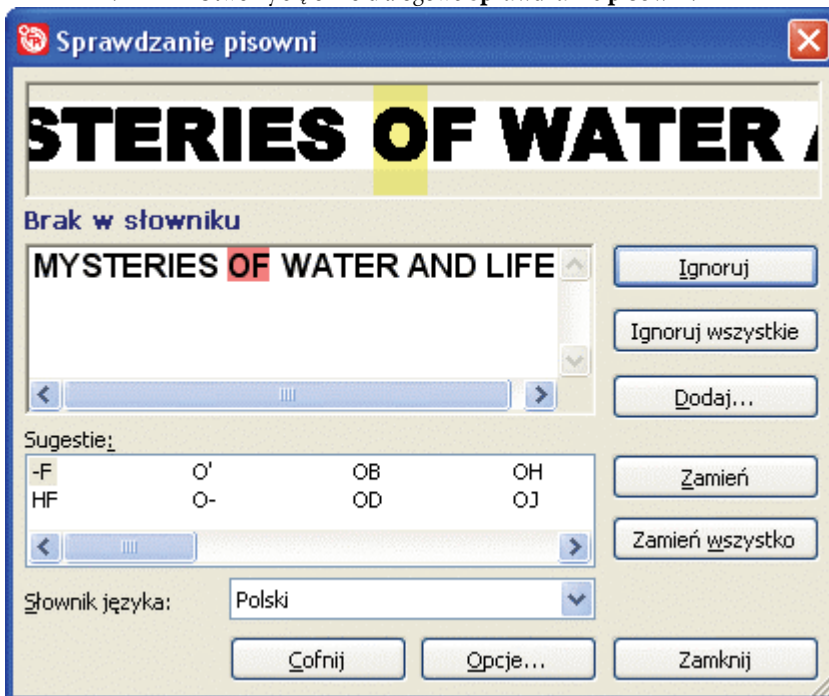 Sprawdzanie pisowni
STERIES OF WATER
Brak w słowniku
MYSTERIES OF WATER AND LIFE
Ignoruj
Ignoruj wszystkie
Dodaj...
Sugestie:
-F O' OB OH
HF O- OD OJ
Zamień
Zamień wszystko
Słownik języka: Polski
Cofnij Opcje... Zamknij